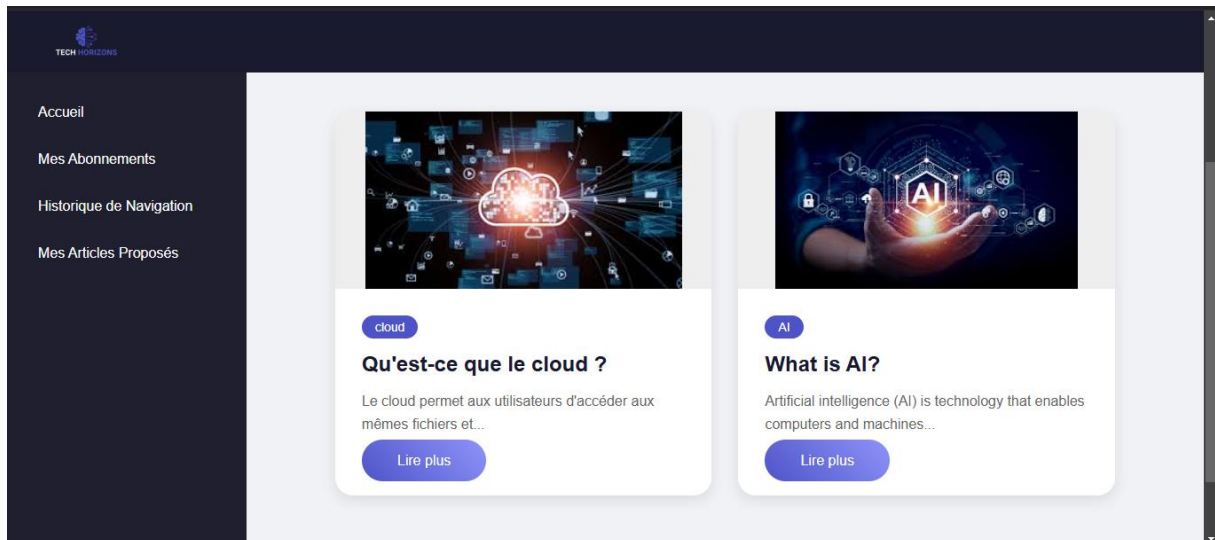 TECH HORIZONS
Accueil
Mes Abonnements
Historique de Navigation
Mes Articles Proposés
AI
cloud
Qu'est-ce que le cloud ?
Le cloud permet aux utilisateurs d'accéder aux
mêmes fichiers et...
Lire plus
AI
What is AI?
Artificial intelligence (AI) is technology that enables
computers and machines...
Lire plus